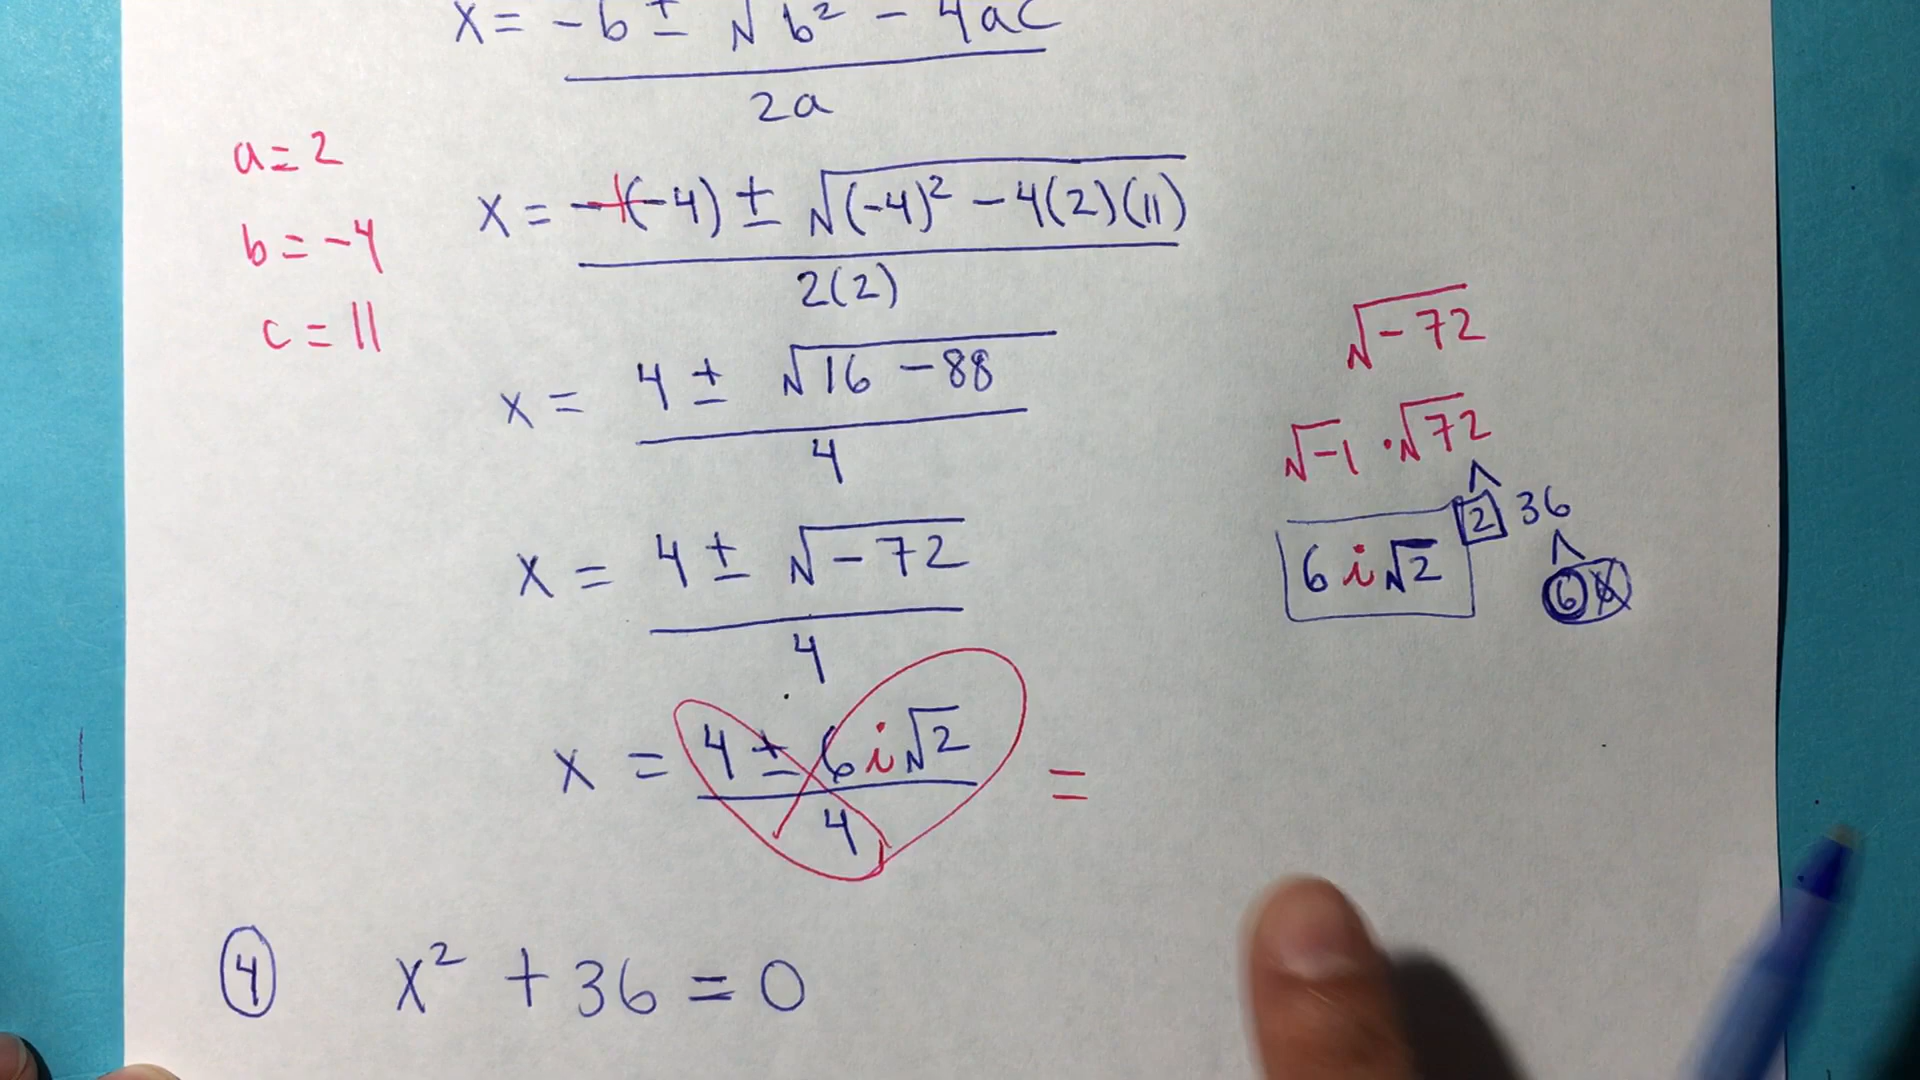 x = -b ± √b² - 4ac
2a
a = 2
b = -4
c = 11
x = -1(-4) ± √(-4)² - 4(2)(11)
2(2)
x = 4 ± √16 - 88
4
x = 4 ± √-72
4
x = 4 ± 6i√2 =
4
√-72
√-1 · √72
2 36
6i√2
6 6
4 x² + 36 = 0